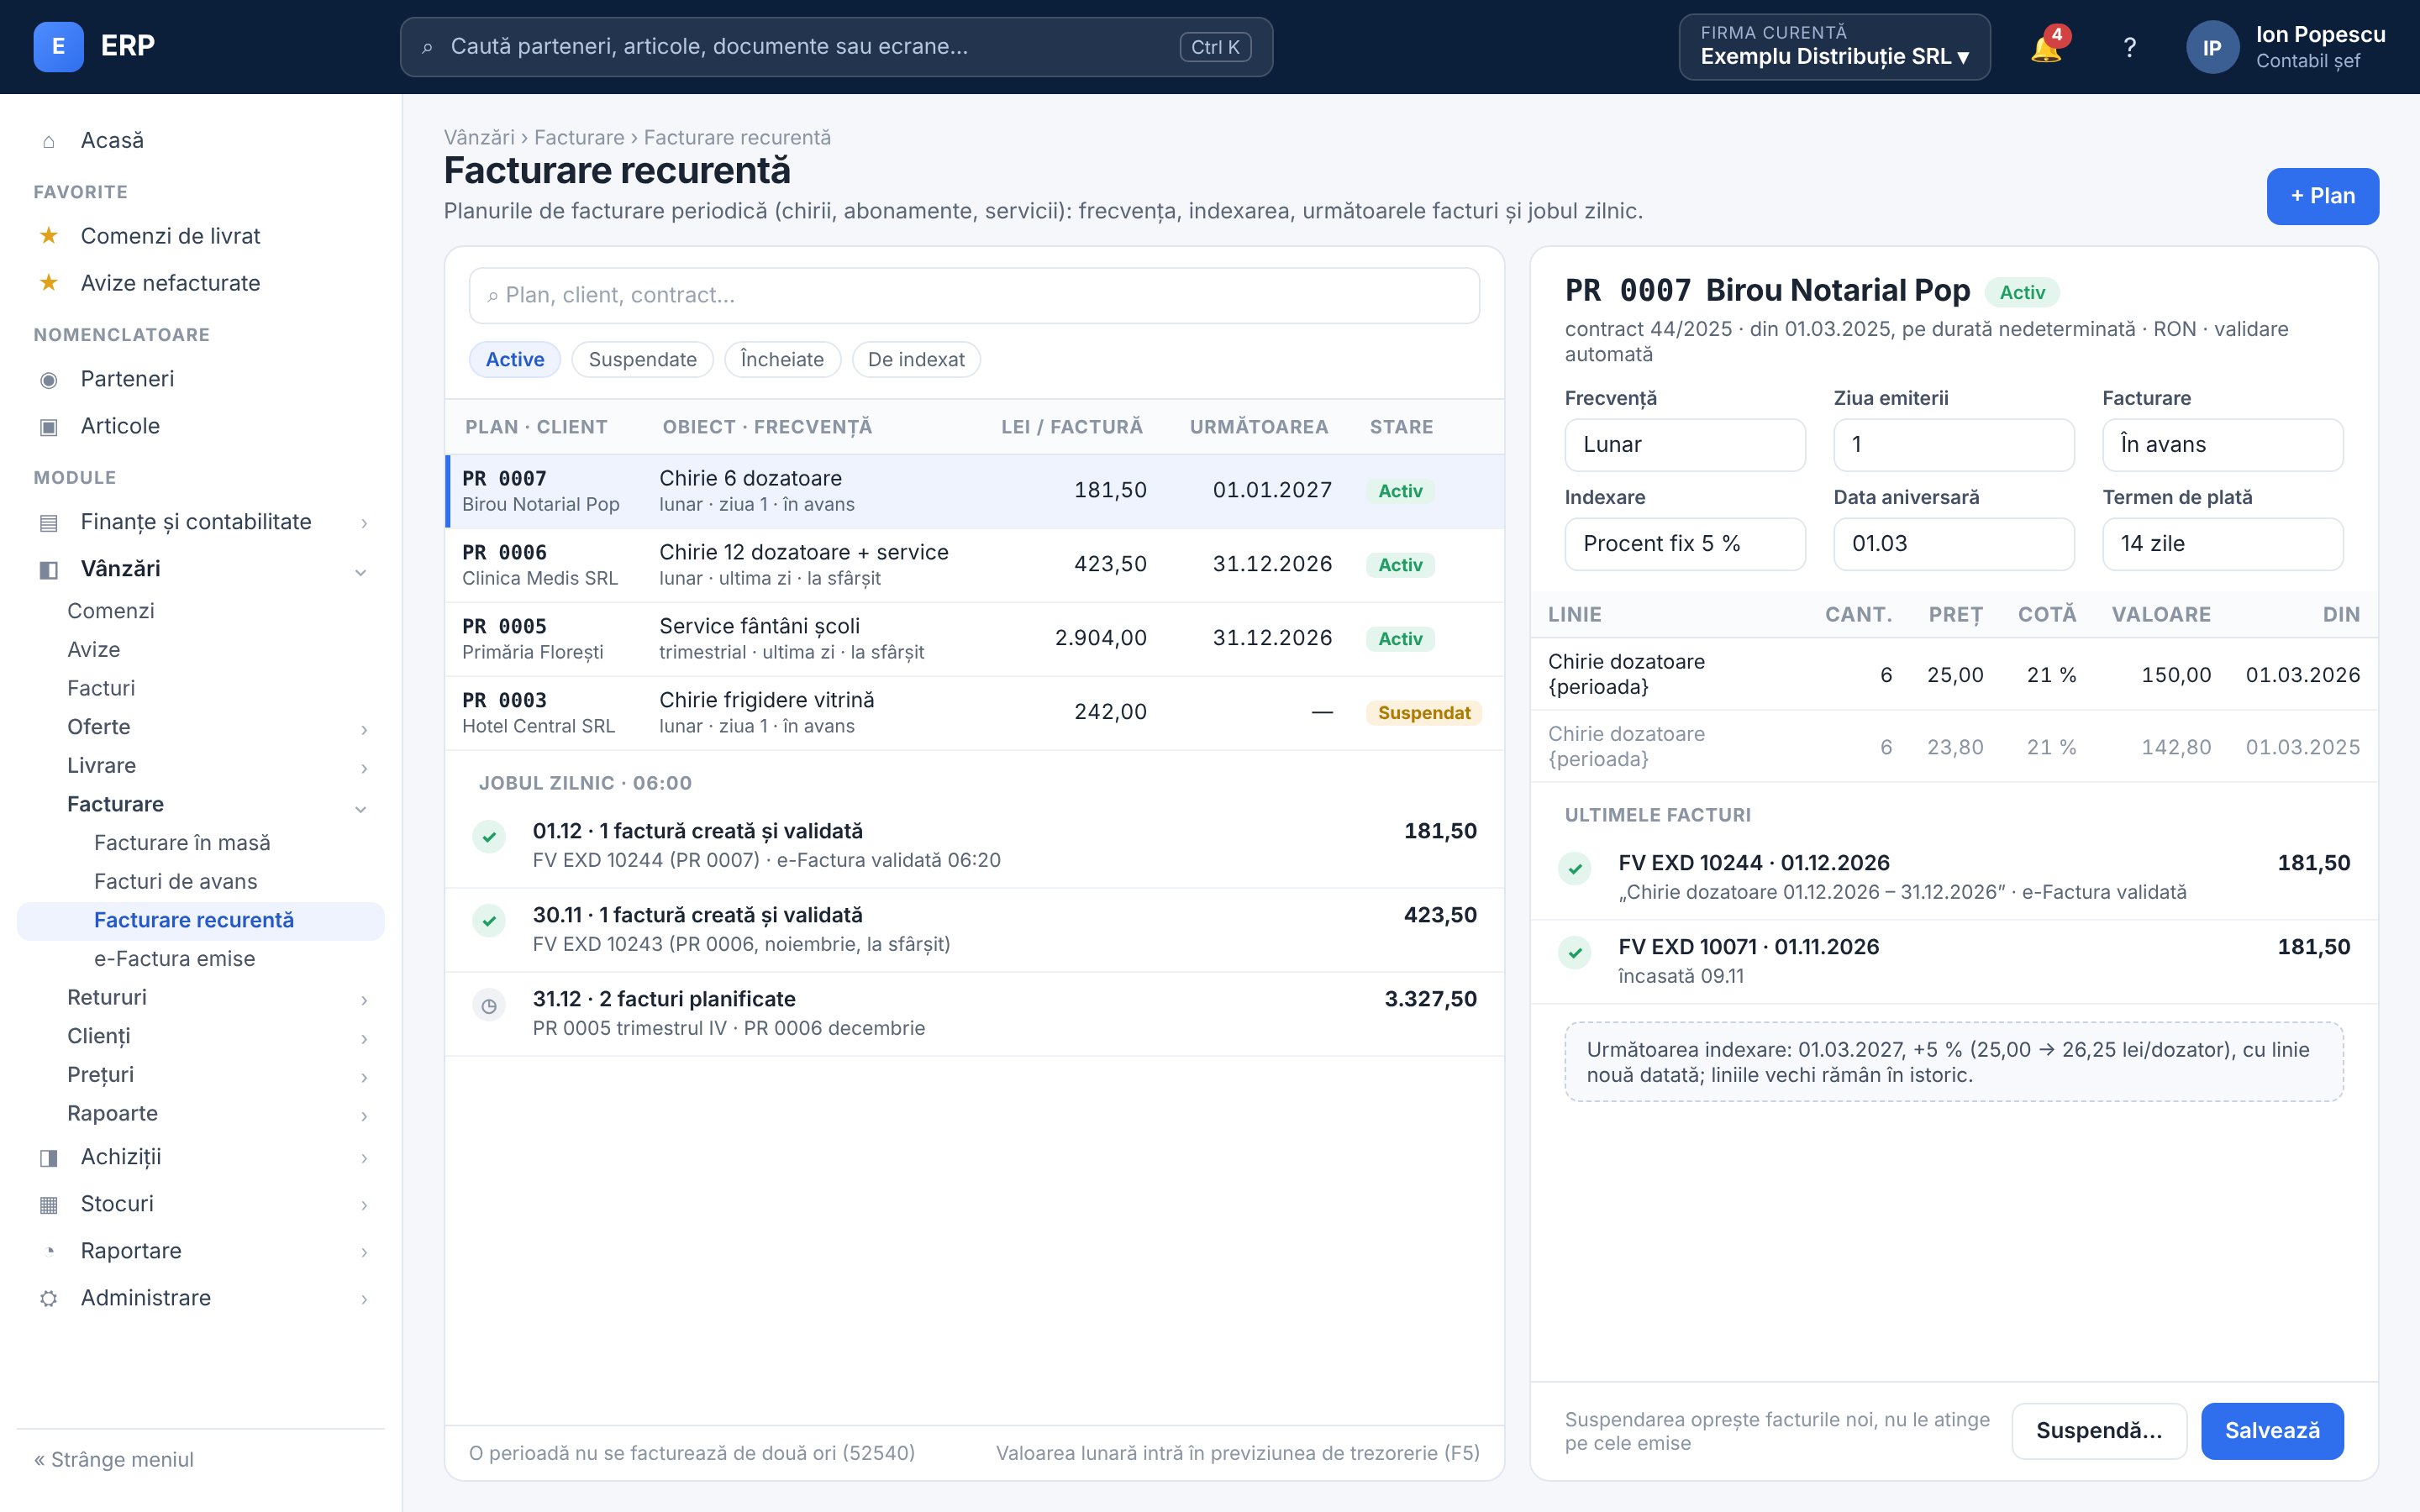 E ERP
Caută parteneri, articole, documente sau ecrane... Ctrl K
FIRMA CURENTĂ
Exemplu Distribuție SRL ▾
4
?
IP
Ion Popescu
Contabil șef
Acasă
FAVORITE
Comenzi de livrat
Avize nefacturate
NOMENCLATOARE
Parteneri
Articole
MODULE
Finanțe și contabilitate
Vânzări
Comenzi
Avize
Facturi
Oferte
Livrare
Facturare
Facturare în masă
Facturi de avans
Facturare recurentă
e-Factura emise
Retururi
Clienți
Prețuri
Rapoarte
Achiziții
Stocuri
Raportare
Administrare
« Strânge meniul
Vânzări › Facturare › Facturare recurentă
Facturare recurentă
Planurile de facturare periodică (chirii, abonamente, servicii): frecvența, indexarea, următoarele facturi și jobul zilnic.
+ Plan
Plan, client, contract...
Active Suspendate Încheiate De indexat
PLAN · CLIENT OBIECT · FRECVENȚĂ LEI / FACTURĂ URMĂTOAREA STARE
PR 0007 Chirie 6 dozatoare 181,50 01.01.2027 Activ
Birou Notarial Pop lunar · ziua 1 · în avans
PR 0006 Chirie 12 dozatoare + service 423,50 31.12.2026 Activ
Clinica Medis SRL lunar · ultima zi · la sfârșit
PR 0005 Service fântâni școli 2.904,00 31.12.2026 Activ
Primăria Florești trimestrial · ultima zi · la sfârșit
PR 0003 Chirie frigidere vitrină 242,00 — Suspendat
Hotel Central SRL lunar · ziua 1 · în avans
JOBUL ZILNIC · 06:00
01.12 · 1 factură creată și validată 181,50
FV EXD 10244 (PR 0007) · e-Factura validată 06:20
30.11 · 1 factură creată și validată 423,50
FV EXD 10243 (PR 0006, noiembrie, la sfârșit)
31.12 · 2 facturi planificate 3.327,50
PR 0005 trimestrul IV · PR 0006 decembrie
O perioadă nu se facturează de două ori (52540) Valoarea lunară intră în previziunea de trezorerie (F5)
PR 0007 Birou Notarial Pop Activ
contract 44/2025 · din 01.03.2025, pe durată nedeterminată · RON · validare
automată
Frecvență Ziua emiterii Facturare
Lunar 1 În avans
Indexare Data aniversară Termen de plată
Procent fix 5 % 01.03 14 zile
LINIE CANT. PREȚ COTĂ VALOARE DIN
Chirie dozatoare
{perioada} 6 25,00 21 % 150,00 01.03.2026
Chirie dozatoare
{perioada} 6 23,80 21 % 142,80 01.03.2025
ULTIMELE FACTURI
FV EXD 10244 · 01.12.2026 181,50
„Chirie dozatoare 01.12.2026 – 31.12.2026” · e-Factura validată
FV EXD 10071 · 01.11.2026 181,50
încasată 09.11
Următoarea indexare: 01.03.2027, +5 % (25,00 → 26,25 lei/dozator), cu linie
nouă datată; liniile vechi rămân în istoric.
Suspendarea oprește facturile noi, nu le atinge
pe cele emise
Suspendă... Salvează